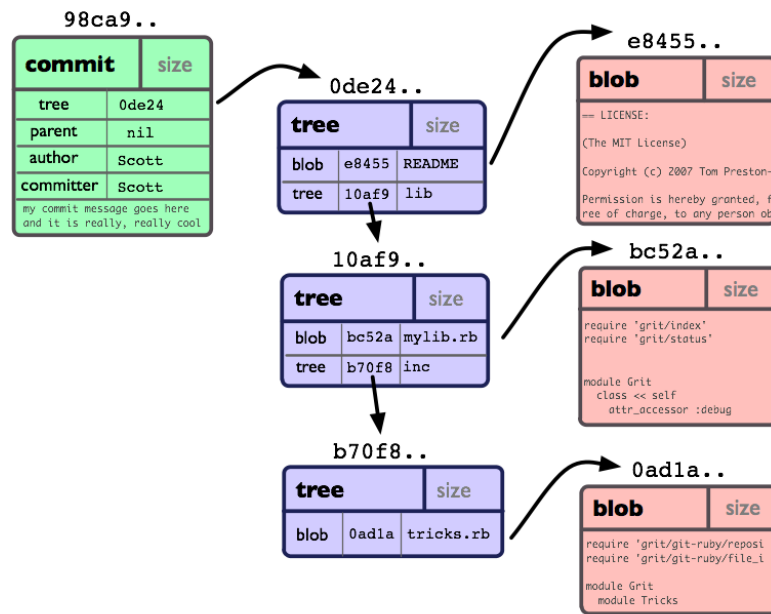 98ca9..
commit size
tree 0de24
parent nil
author Scott
committer Scott
my commit message goes here
and it is really, really cool
0de24..
tree size
blob e8455 README
tree 10af9 lib
10af9..
tree size
blob bc52a mylib.rb
tree b70f8 inc
b70f8..
tree size
blob 0ad1a tricks.rb
e8455..
blob size
== LICENSE:
(The MIT License)
Copyright (c) 2007 Tom Preston-
Permission is hereby granted, f
ree of charge, to any person ob
bc52a..
blob size
require 'grit/index'
require 'grit/status'
module Grit
class << self
attr_accessor :debug
0ad1a..
blob size
require 'grit/git-ruby/reposi
require 'grit/git-ruby/file_i
module Grit
module Tricks